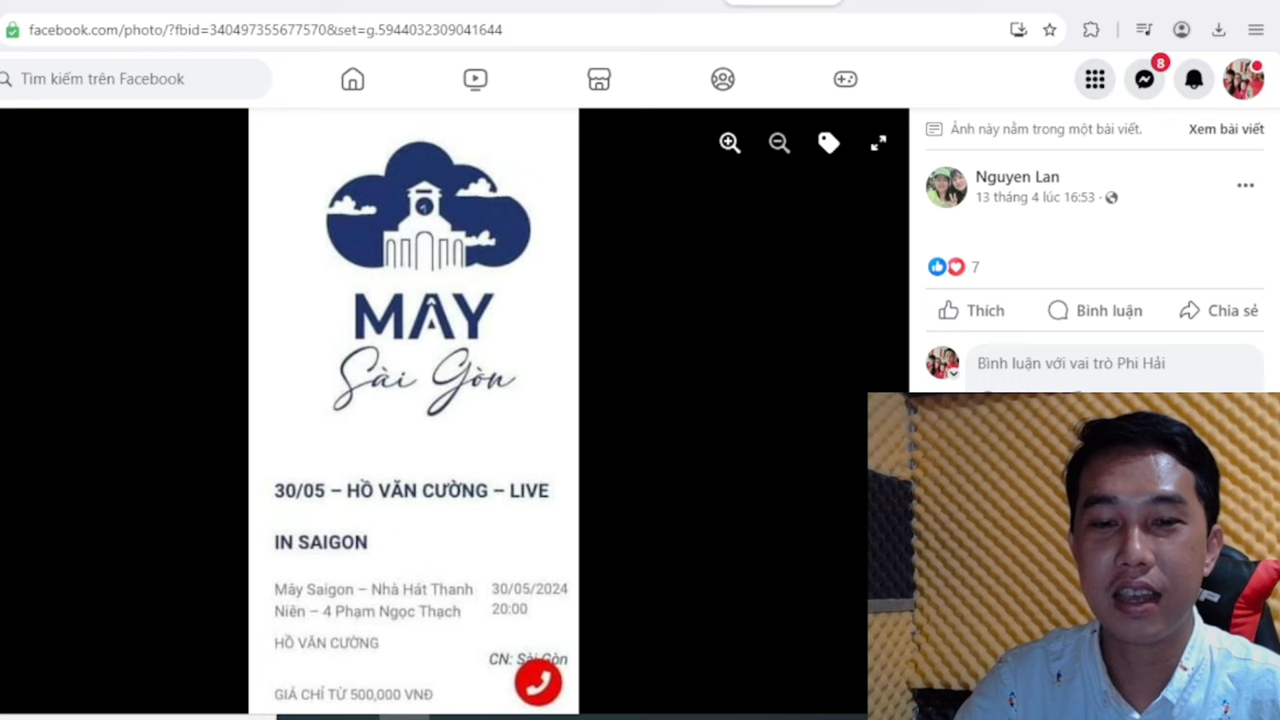 facebook.com/photo/?fbid=340497355677570&set=g.5944032309041644
Tìm kiếm trên Facebook
8
Ảnh này nằm trong một bài viết.
Xem bài viết
Nguyen Lan
13 tháng 4 lúc 16:53
7
Thích
Bình luận
Chia sẻ
Bình luận với vai trò Phi Hải
MÂY
Sài Gòn
30/05 – HỒ VĂN CƯỜNG – LIVE
IN SAIGON
Mây Saigon – Nhà Hát Thanh
Niên – 4 Phạm Ngọc Thạch
30/05/2024
20:00
HỒ VĂN CƯỜNG
CN: Sài Gòn
GIÁ CHỈ TỪ 500,000 VNĐ